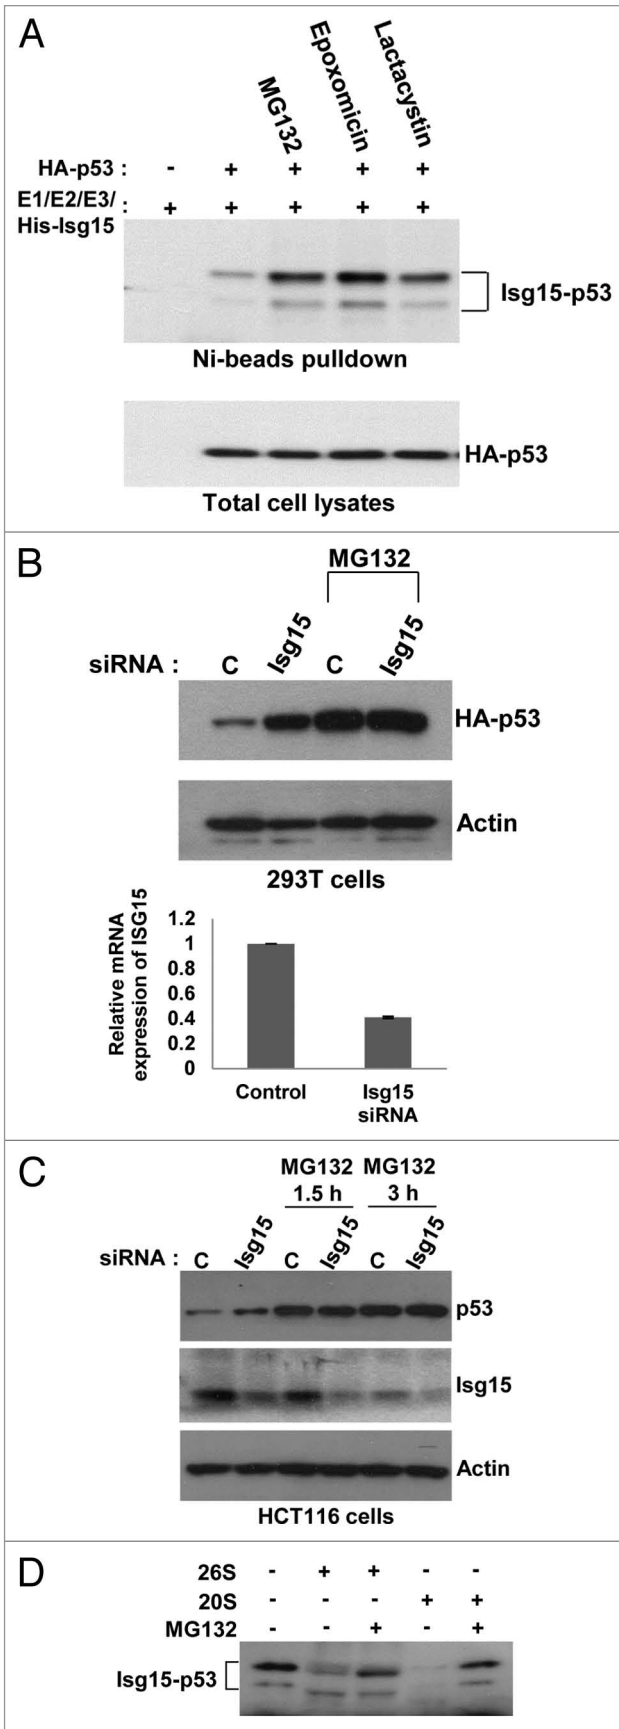 A
MG132
Epoxomicin
Lactacystin
HA-p53 : - + + + +
E1/E2/E3/
His-Isg15 : + + + + +
Isg15-p53
Ni-beads pulldown
HA-p53
Total cell lysates
B
MG132
siRNA : C Isg15 C Isg15
HA-p53
Actin
293T cells
Relative mRNA
expression of ISG15
1.2
1
0.8
0.6
0.4
0.2
0
Control
Isg15
siRNA
C
MG132 MG132
1.5 h 3 h
siRNA : C Isg15 C Isg15 C Isg15
p53
Isg15
Actin
HCT116 cells
D
26S - + + - -
20S - - - + +
MG132 - - + - +
Isg15-p53